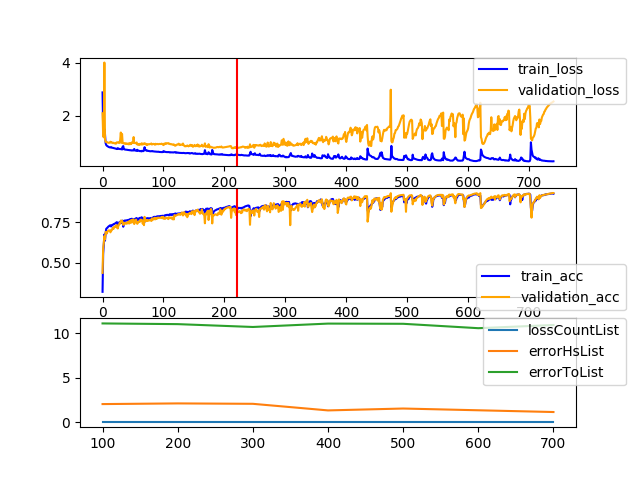 4
2
train_loss
validation_loss
0 100 200 300 400 500 600 700
0.75
0.50
train_acc
validation_acc
0 100 200 300 400 500 600 700
10
5
0
lossCountList
errorHsList
errorToList
100 200 300 400 500 600 700